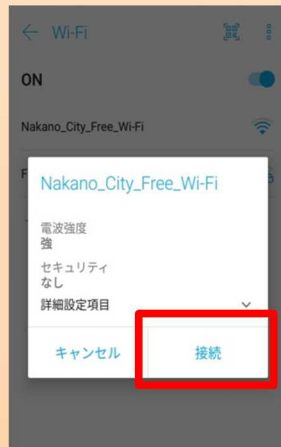 Wi-Fi
ON
Nakano_City_Free_Wi-Fi
F
Nakano_City_Free_Wi-Fi
電波強度
強
セキュリティ
なし
詳細設定項目
キャンセル 接続